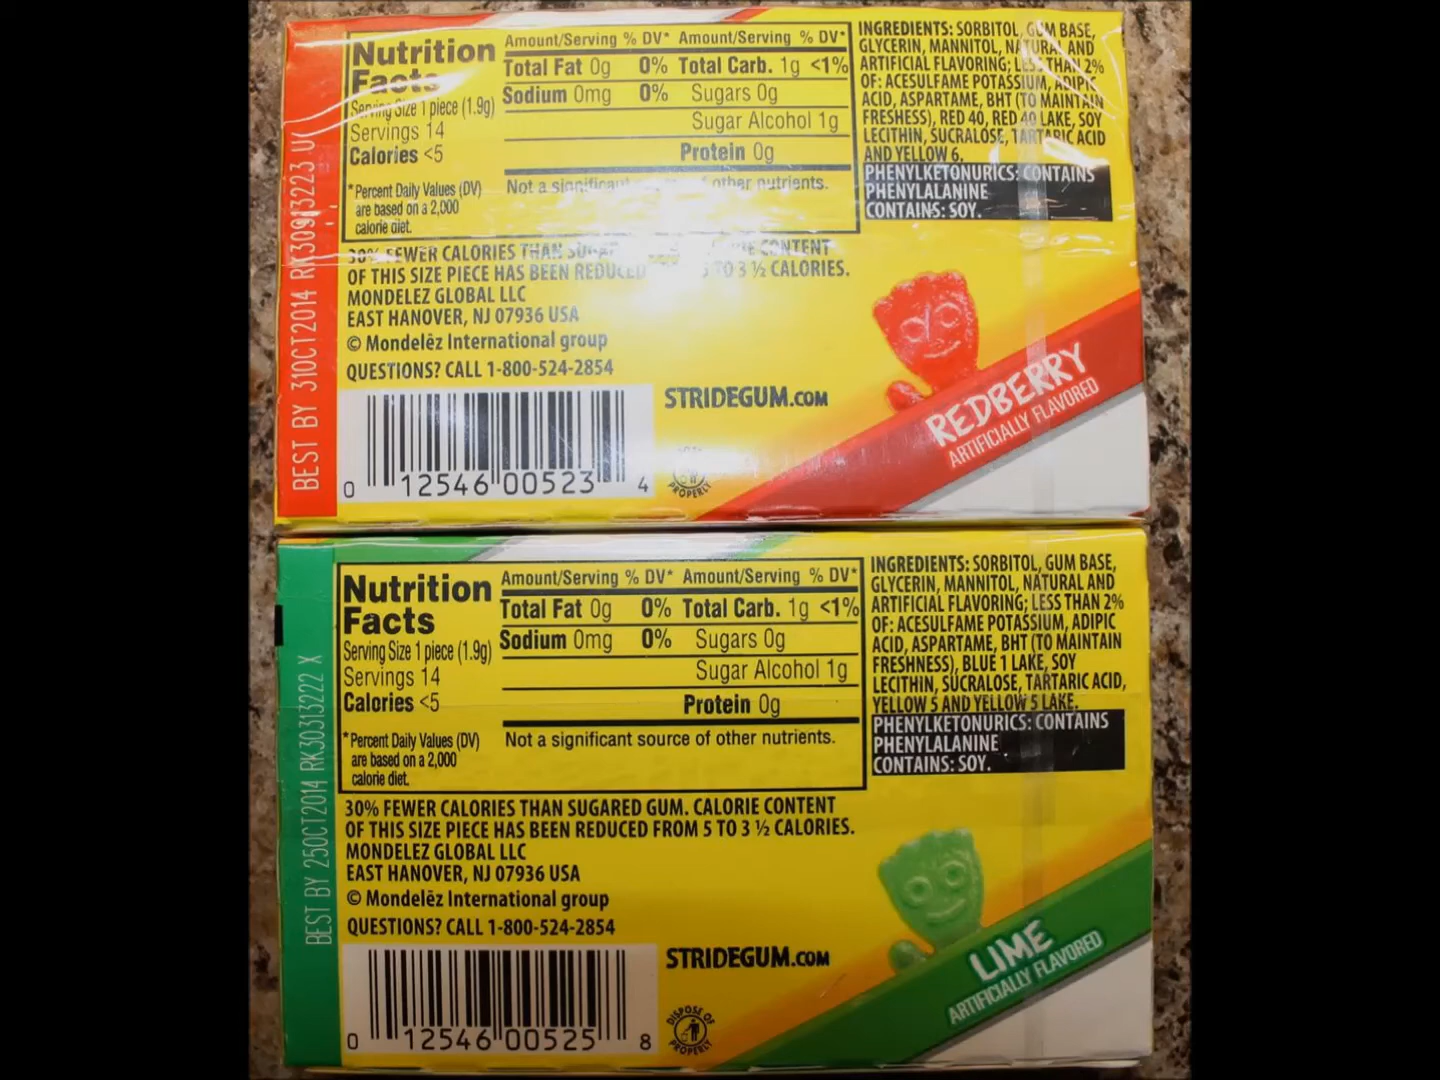 Nutrition Facts
Serving Size 1 piece (1.9g)
Servings 14
Calories <5
*Percent Daily Values (DV)
are based on a 2,000
calorie diet.
Amount/Serving % DV* Amount/Serving % DV*
Total Fat 0g 0% Total Carb. 1g <1%
Sodium 0mg 0% Sugars 0g
Sugar Alcohol 1g
Protein 0g
Not a significant other nutrients.
INGREDIENTS: SORBITOL, GUM BASE,
GLYCERIN, MANNITOL, NATURAL AND
ARTIFICIAL FLAVORING; LESS THAN 2%
OF: ACESULFAME POTASSIUM, ADIPIC
ACID, ASPARTAME, BHT (TO MAINTAIN
FRESHESS), RED 40, RED 40 LAKE, SOY
LECITHIN, SUCRALOSE, TARTARIC ACID
AND YELLOW 6.
PHENYLKETONURICS: CONTAINS
PHENYLALANINE
CONTAINS: SOY.
30% FEWER CALORIES THAN CONTENT
OF THIS SIZE PIECE HAS BEEN REDUCED TO 3 ½ CALORIES.
MONDELEZ GLOBAL LLC
EAST HANOVER, NJ 07936 USA
© Mondelēz International group
QUESTIONS? CALL 1-800-524-2854
STRIDEGUM.COM
0 12546 00523 4
PROPERLY
REDBERRY
ARTIFICIALLY FLAVORED
BEST BY 31OCT2014 RK30913223
Nutrition
Facts
Serving Size 1 piece (1.9g)
Servings 14
Calories <5
*Percent Daily Values (DV)
are based on a 2,000
calorie diet.
Amount/Serving % DV* Amount/Serving % DV*
Total Fat 0g 0% Total Carb. 1g <1%
Sodium 0mg 0% Sugars 0g
Sugar Alcohol 1g
Protein 0g
Not a significant source of other nutrients.
INGREDIENTS: SORBITOL, GUM BASE,
GLYCERIN, MANNITOL, NATURAL AND
ARTIFICIAL FLAVORING; LESS THAN 2%
OF: ACESULFAME POTASSIUM, ADIPIC
ACID, ASPARTAME, BHT (TO MAINTAIN
FRESHNESS), BLUE 1 LAKE, SOY
LECITHIN, SUCRALOSE, TARTARIC ACID,
YELLOW 5 AND YELLOW 5 LAKE.
PHENYLKETONURICS: CONTAINS
PHENYLALANINE
CONTAINS: SOY.
30% FEWER CALORIES THAN SUGARED GUM. CALORIE CONTENT
OF THIS SIZE PIECE HAS BEEN REDUCED FROM 5 TO 3 ½ CALORIES.
MONDELEZ GLOBAL LLC
EAST HANOVER, NJ 07936 USA
© Mondelēz International group
QUESTIONS? CALL 1-800-524-2854
STRIDEGUM.COM
0 12546 00525 8
DISPOSE OF
PROPERLY
LIME
ARTIFICIALLY FLAVORED
BEST BY 25OCT2014 RK30313222 X